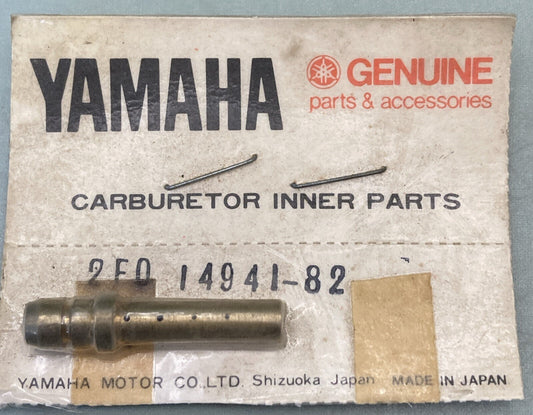 YAMAHA GENUINE
parts & accessories
CARBURETOR INNER PARTS
2F0 14941-82
YAMAHA MOTOR CO.,LTD. Shizuoka Japan MADE IN JAPAN